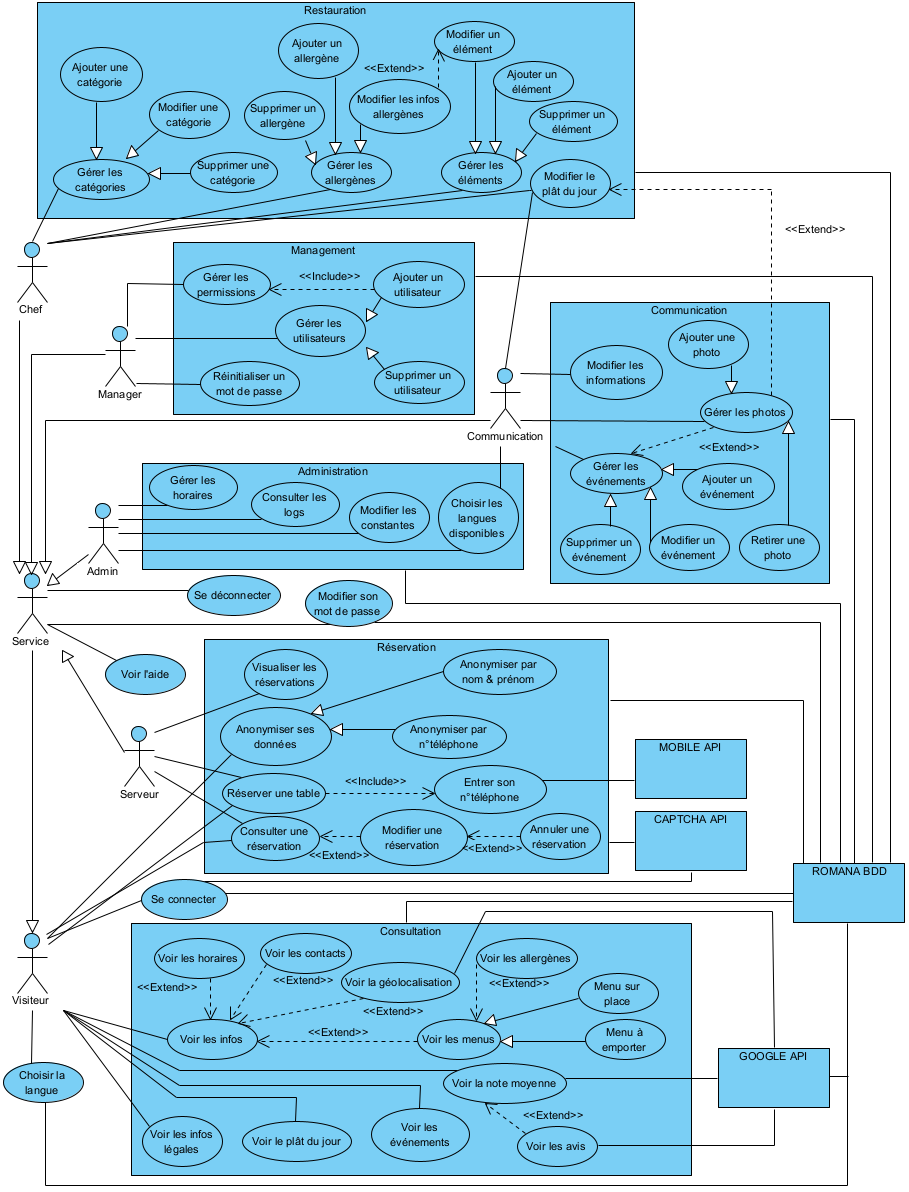 Restauration
Ajouter une
catégorie
Modifier une
catégorie
Supprimer une
catégorie
Gérer les
catégories
Ajouter un
allergène
Supprimer un
allergène
<<Extend>>
Modifier les infos
allergènes
Gérer les
allergènes
Modifier un
élément
Ajouter un
élément
Supprimer un
élément
Gérer les
éléments
Modifier le
plât du jour
<<Extend>>
Chef
Management
Gérer les
permissions
<<Include>>
Ajouter un
utilisateur
Gérer les
utilisateurs
Réinitialiser un
mot de passe
Supprimer un
utilisateur
Manager
Communication
Communication
Modifier les
informations
Ajouter une
photo
Gérer les photos
<<Extend>>
Gérer les
événements
Ajouter un
événement
Supprimer un
événement
Modifier un
événement
Retirer une
photo
Administration
Gérer les
horaires
Consulter les
logs
Modifier les
constantes
Choisir les
langues
disponibles
Admin
Service
Se déconnecter
Modifier son
mot de passe
Voir l'aide
Serveur
Réservation
Visualiser les
réservations
Anonymiser par
nom & prénom
Anonymiser ses
données
Anonymiser par
n°téléphone
Réserver une table
<<Include>>
Entrer son
n°téléphone
Consulter une
réservation
<<Extend>>
Modifier une
réservation
<<Extend>>
Annuler une
réservation
MOBILE API
CAPTCHA API
ROMANA BDD
Se connecter
Visiteur
Choisir la
langue
Consultation
Voir les horaires
<<Extend>>
Voir les contacts
<<Extend>>
Voir la géolocalisation
<<Extend>>
Voir les allergènes
<<Extend>>
Menu sur
place
Menu à
emporter
Voir les infos
<<Extend>>
Voir les menus
Voir la note moyenne
<<Extend>>
Voir les avis
Voir les infos
légales
Voir le plât du jour
Voir les
événements
GOOGLE API